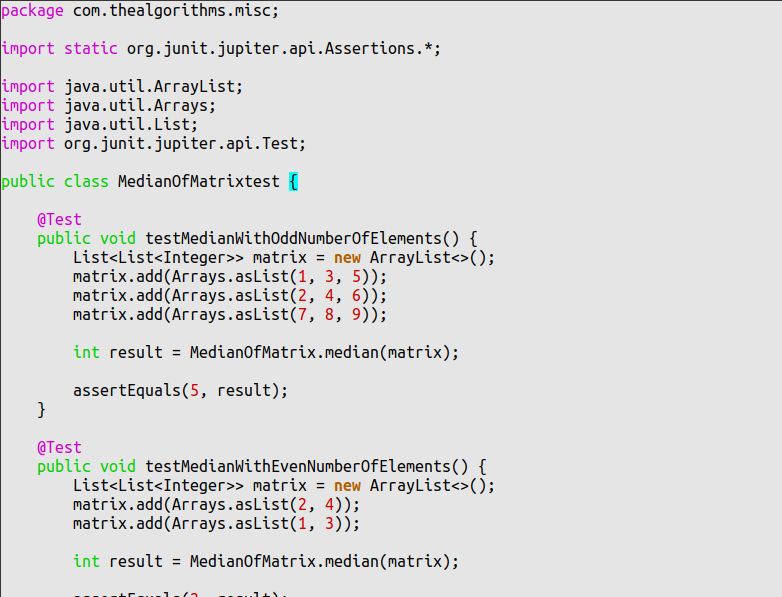 package com.thealgorithms.misc;

import static org.junit.jupiter.api.Assertions.*;

import java.util.ArrayList;
import java.util.Arrays;
import java.util.List;
import org.junit.jupiter.api.Test;

public class MedianOfMatrixtest {

    @Test
    public void testMedianWithOddNumberOfElements() {
        List<List<Integer>> matrix = new ArrayList<>();
        matrix.add(Arrays.asList(1, 3, 5));
        matrix.add(Arrays.asList(2, 4, 6));
        matrix.add(Arrays.asList(7, 8, 9));

        int result = MedianOfMatrix.median(matrix);

        assertEquals(5, result);
    }

    @Test
    public void testMedianWithEvenNumberOfElements() {
        List<List<Integer>> matrix = new ArrayList<>();
        matrix.add(Arrays.asList(2, 4));
        matrix.add(Arrays.asList(1, 3));

        int result = MedianOfMatrix.median(matrix);